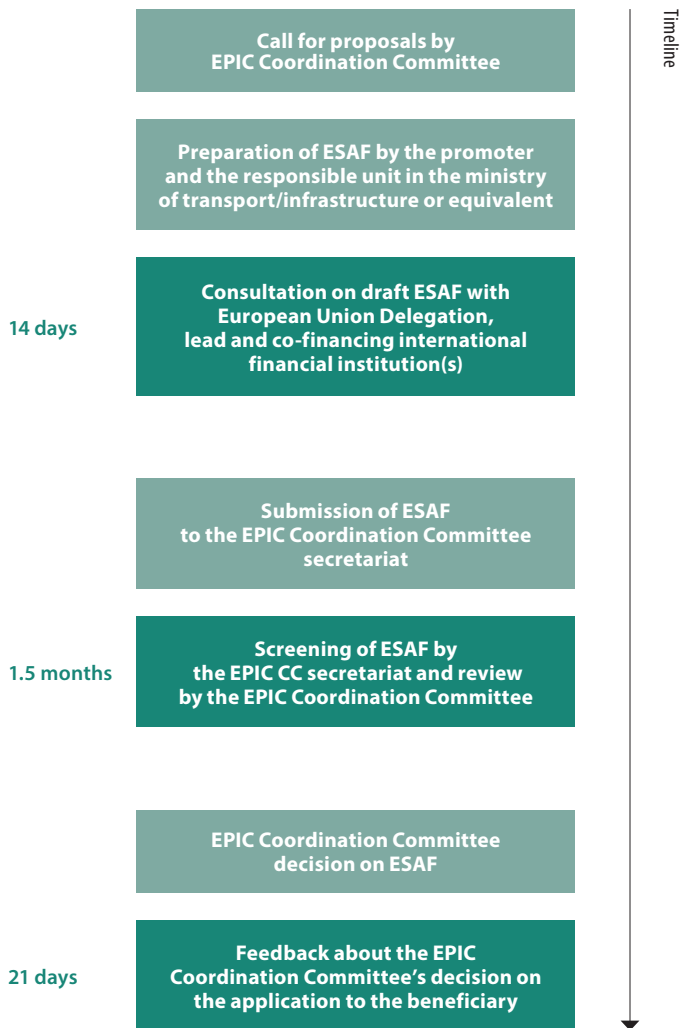 Timeline
Call for proposals by
EPIC Coordination Committee
Preparation of ESAF by the promoter
and the responsible unit in the ministry
of transport/infrastructure or equivalent
14 days
Consultation on draft ESAF with
European Union Delegation,
lead and co-financing international
financial institution(s)
Submission of ESAF
to the EPIC Coordination Committee
secretariat
1.5 months
Screening of ESAF by
the EPIC CC secretariat and review
by the EPIC Coordination Committee
EPIC Coordination Committee
decision on ESAF
21 days
Feedback about the EPIC
Coordination Committee’s decision on
the application to the beneficiary